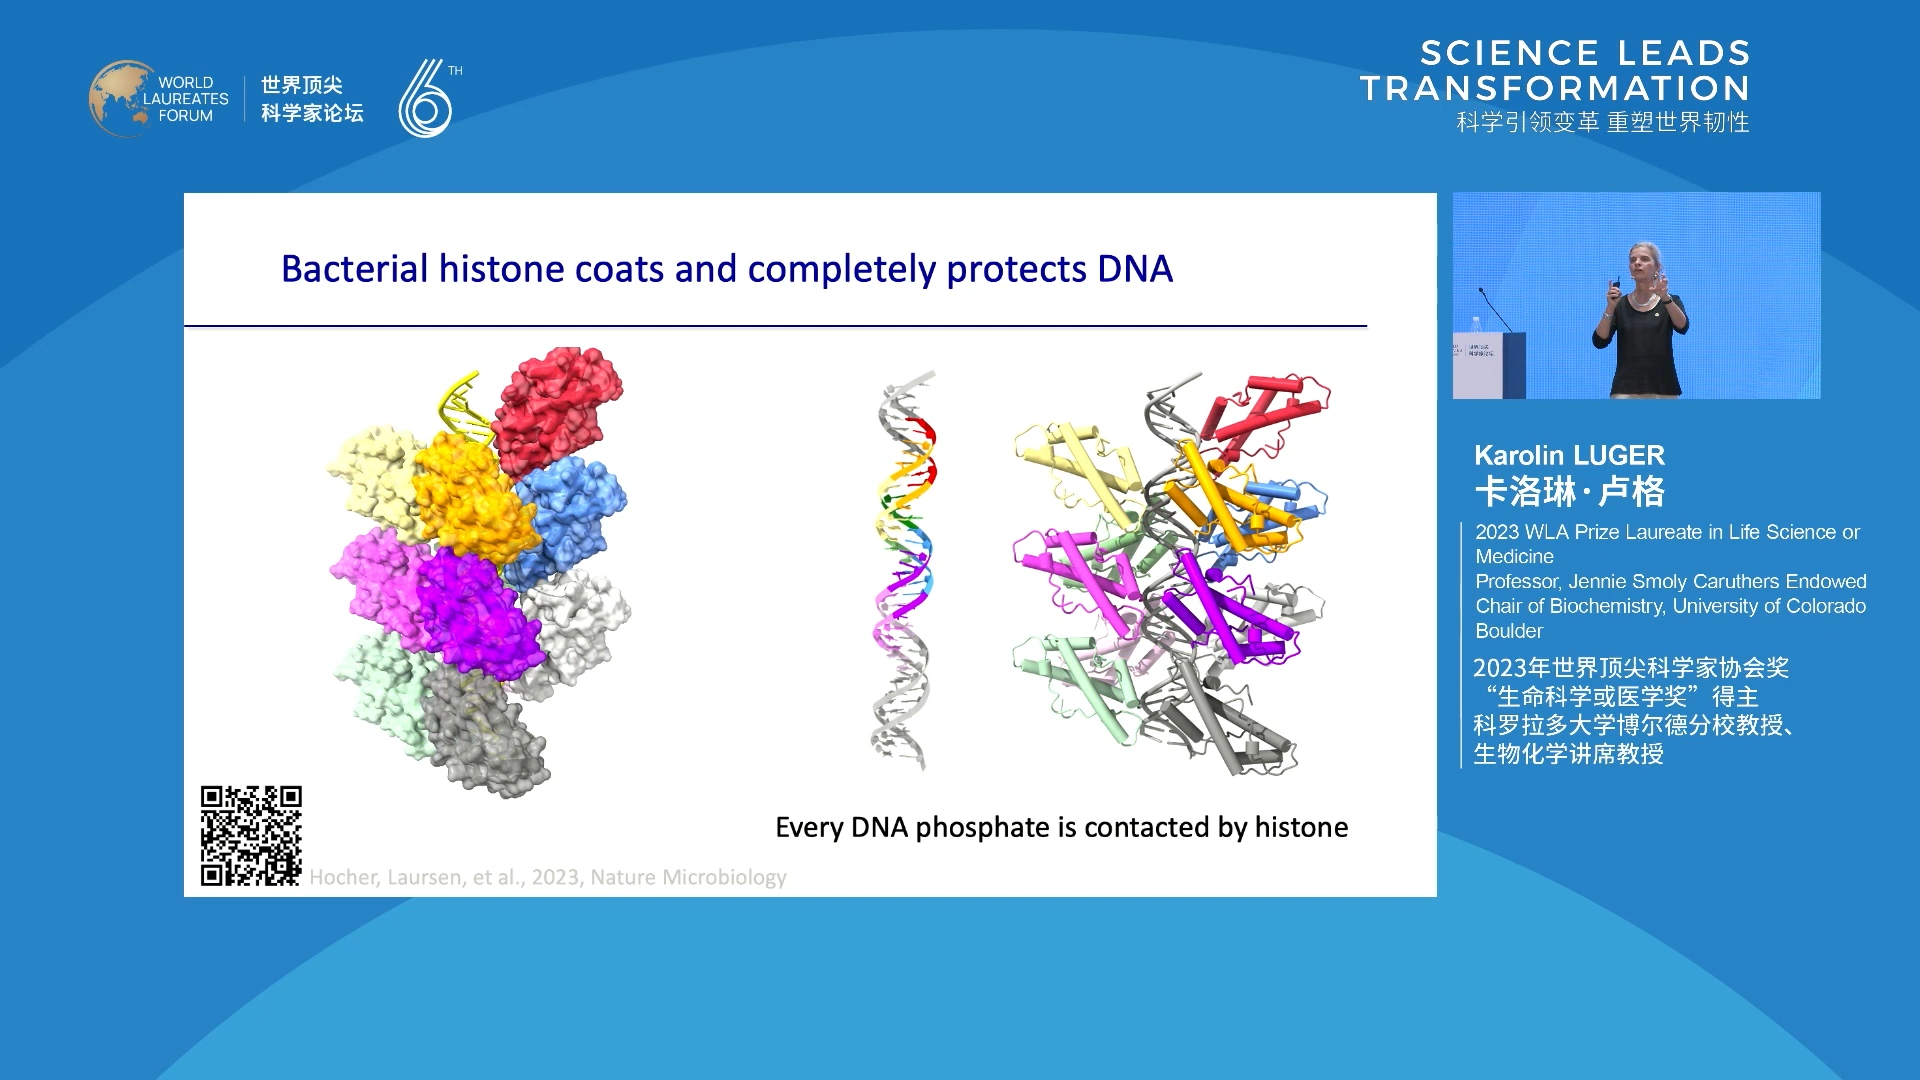 WORLD
LAUREATES
FORUM
世界顶尖
科学家论坛
6TH
SCIENCE LEADS
TRANSFORMATION
科学引领变革 重塑世界韧性
Bacterial histone coats and completely protects DNA
Every DNA phosphate is contacted by histone
Hocher, Laursen, et al., 2023, Nature Microbiology
Karolin LUGER
卡洛琳·卢格
2023 WLA Prize Laureate in Life Science or
Medicine
Professor, Jennie Smoly Caruthers Endowed
Chair of Biochemistry, University of Colorado
Boulder
2023年世界顶尖科学家协会奖
“生命科学或医学奖”得主
科罗拉多大学博尔德分校教授、
生物化学讲席教授